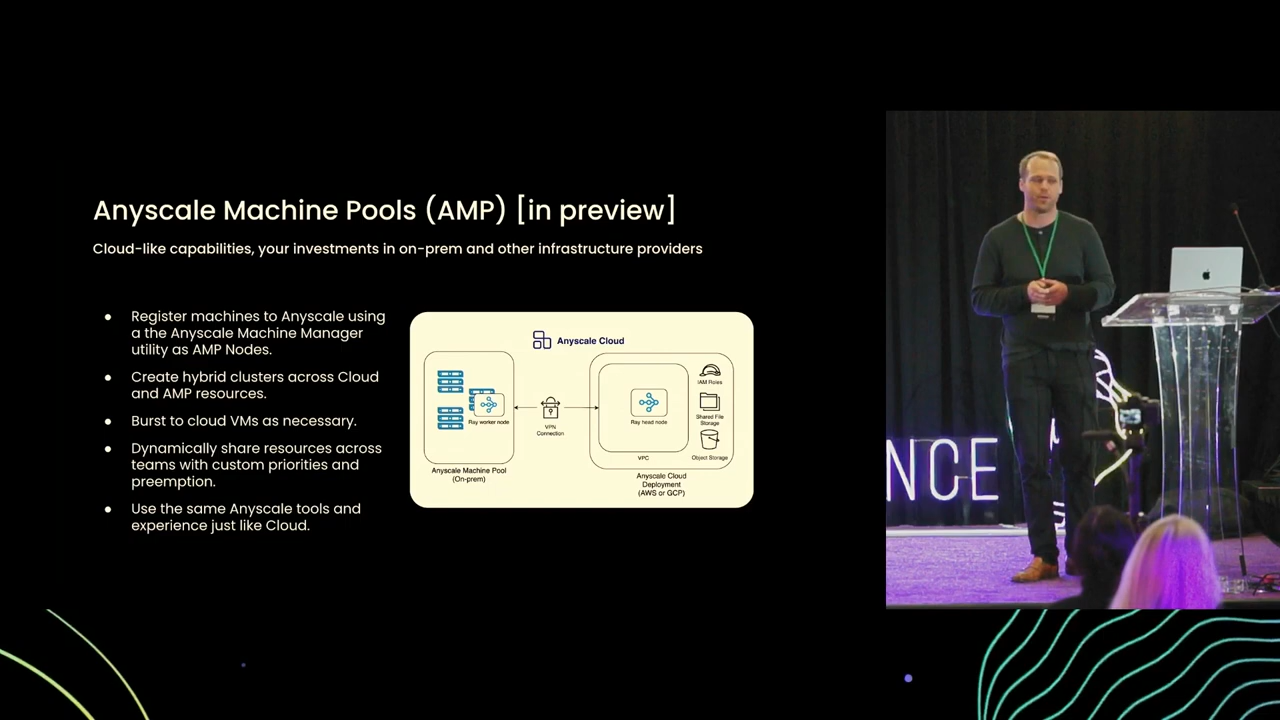 Anyscale Machine Pools (AMP) [in preview]
Cloud-like capabilities, your investments in on-prem and other infrastructure providers
● Register machines to Anyscale using
a the Anyscale Machine Manager
utility as AMP Nodes.
● Create hybrid clusters across Cloud
and AMP resources.
● Burst to cloud VMs as necessary.
● Dynamically share resources across
teams with custom priorities and
preemption.
● Use the same Anyscale tools and
experience just like Cloud.
Anyscale Cloud
Ray worker node
Anyscale Machine Pool
(On-prem)
VPN
Connection
Ray head node
VPC
IAM Roles
Shared File
Storage
Object Storage
Anyscale Cloud
Deployment
(AWS or GCP)
NCE